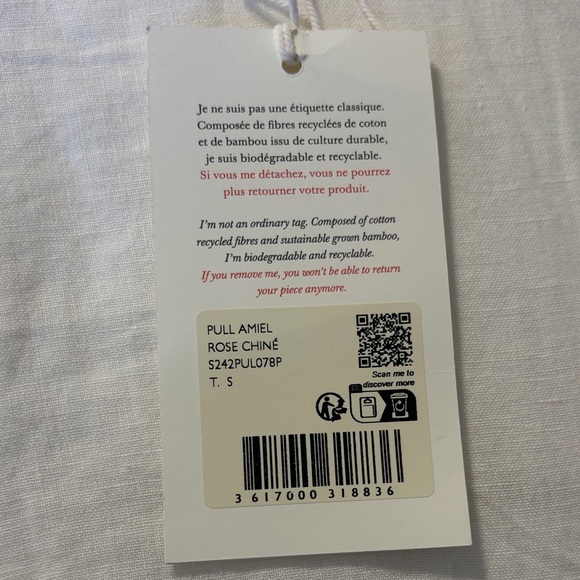 Je ne suis pas une étiquette classique.
Composée de fibres recyclées de coton
et de bambou issu de culture durable,
je suis biodégradable et recyclable.
Si vous me détachez, vous ne pourrez
plus retourner votre produit.
I'm not an ordinary tag. Composed of cotton
recycled fibres and sustainable grown bamboo,
I'm biodegradable and recyclable.
If you remove me, you won't be able to return
your piece anymore.
PULL AMIEL
ROSE CHINÉ
S242PUL078P
T. S
Scan me to
discover more
FR
3 617000 318836